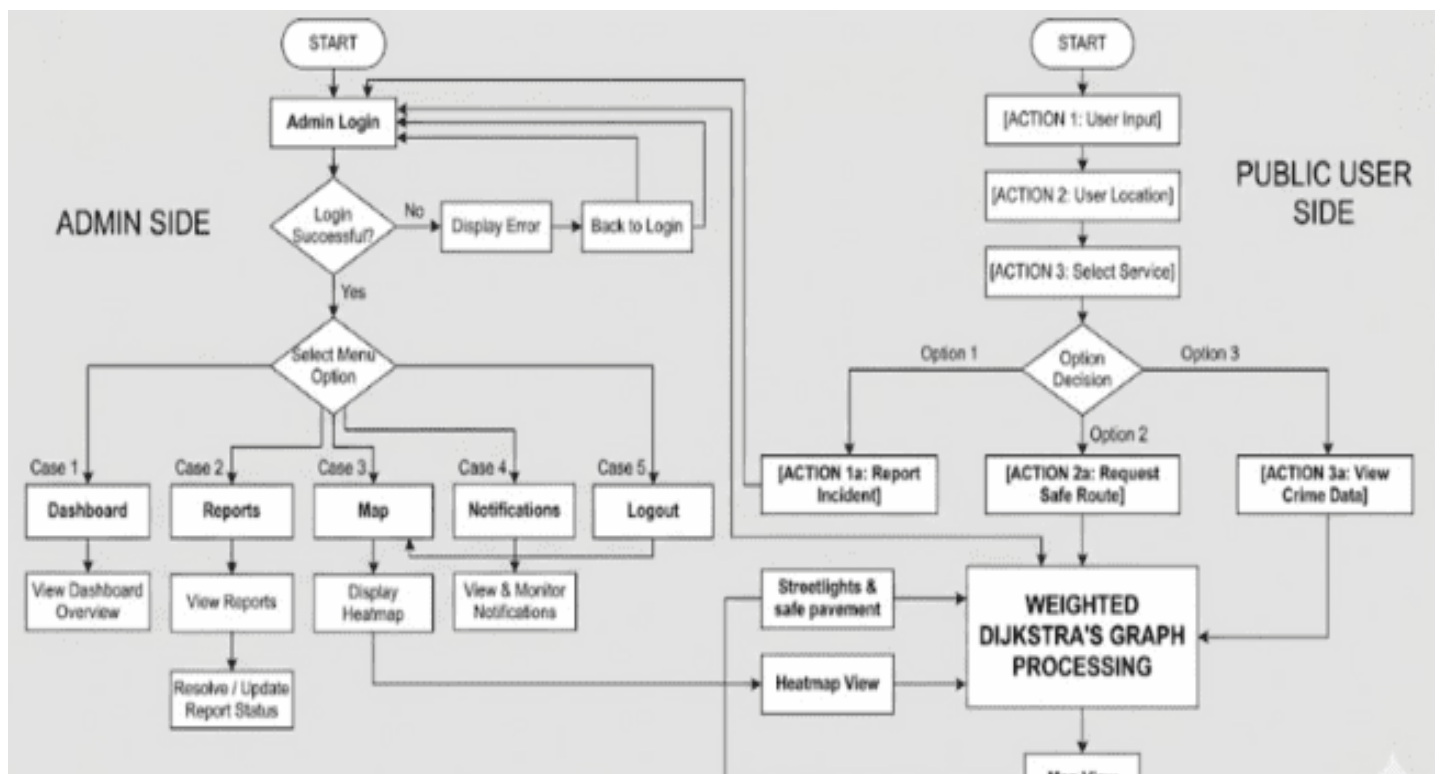 START
Admin Login
ADMIN SIDE
Login
Successful?
No
Display Error
Back to Login
Yes
Select Menu
Option
Case 1
Dashboard
View Dashboard
Overview
Case 2
Reports
View Reports
Resolve / Update
Report Status
Case 3
Map
Display
Heatmap
Case 4
Notifications
View & Monitor
Notifications
Case 5
Logout
START
[ACTION 1: User Input]
[ACTION 2: User Location]
[ACTION 3: Select Service]
PUBLIC USER
SIDE
Option
Decision
Option 1
[ACTION 1a: Report
Incident]
Option 2
[ACTION 2a: Request
Safe Route]
Option 3
[ACTION 3a: View
Crime Data]
Streetlights &
safe pavement
Heatmap View
WEIGHTED
DIJKSTRA'S GRAPH
PROCESSING